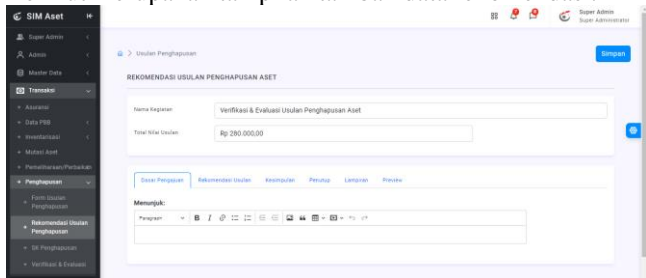 SIM Aset
Super Admin
Super Administrator
Super Admin
Admin
Master Data
Transaksi
Asuransi
Data PBB
Inventarisasi
Mutasi Aset
Pemeliharaan/Perbaikan
Penghapusan
Form Usulan
Penghapusan
Rekomendasi Usulan
Penghapusan
SK Penghapusan
Verifikasi & Evaluasi
Usulan Penghapusan
Simpan
REKOMENDASI USULAN PENGHAPUSAN ASET
Nama Kegiatan
Verifikasi & Evaluasi Usulan Penghapusan Aset
Total Nilai Usulan
Rp 280.000,00
Dasar Pengajuan
Rekomendasi Usulan
Kesimpulan
Penutup
Lampiran
Preview
Menunjuk:
Paragraph